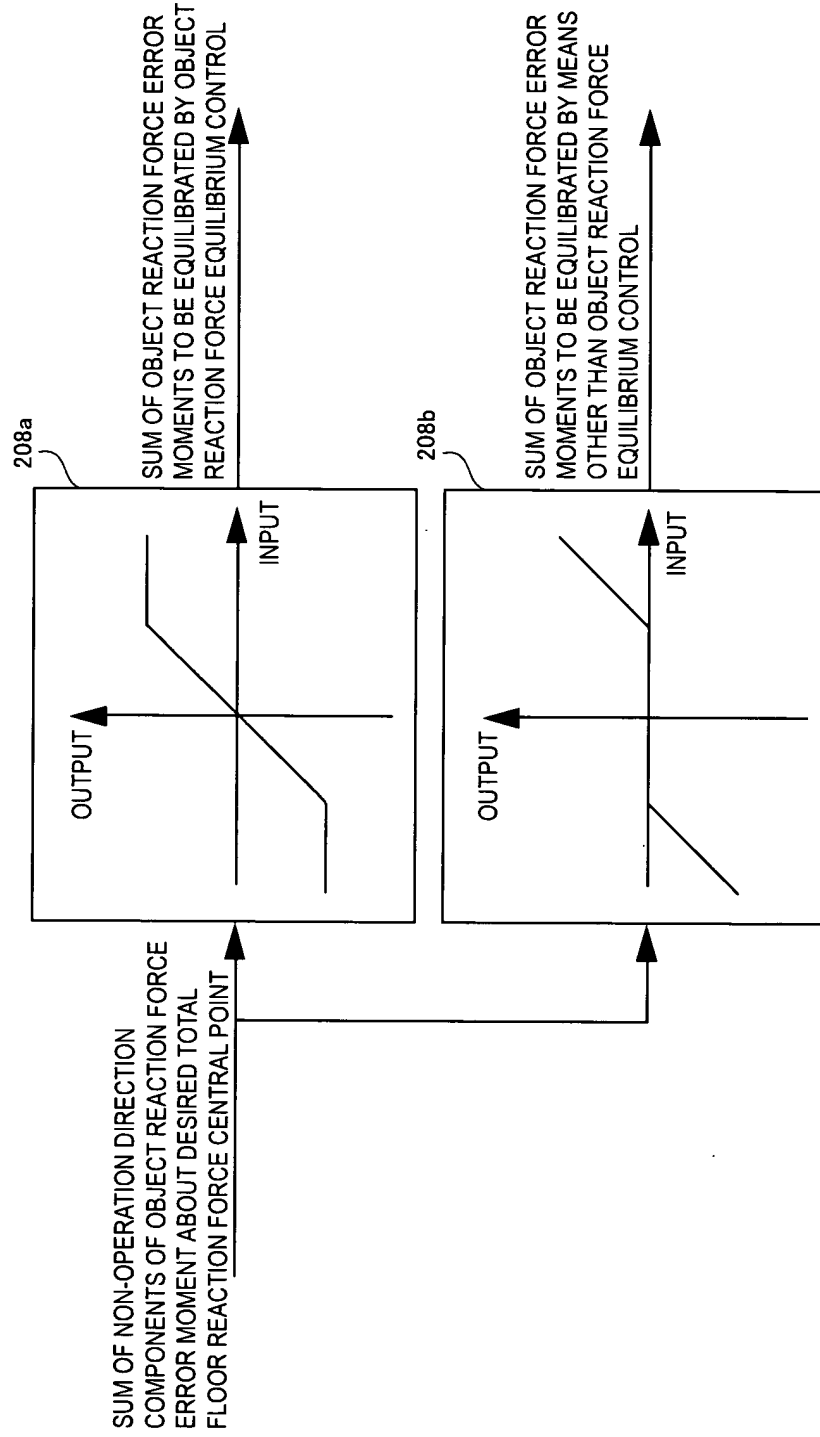 SUM OF NON-OPERATION DIRECTION
COMPONENTS OF OBJECT REACTION FORCE
ERROR MOMENT ABOUT DESIRED TOTAL
FLOOR REACTION FORCE CENTRAL POINT
208a
OUTPUT
INPUT
SUM OF OBJECT REACTION FORCE ERROR
MOMENTS TO BE EQUILIBRATED BY OBJECT
REACTION FORCE EQUILIBRIUM CONTROL
208b
OUTPUT
INPUT
SUM OF OBJECT REACTION FORCE ERROR
MOMENTS TO BE EQUILIBRATED BY MEANS
OTHER THAN OBJECT REACTION FORCE
EQUILIBRIUM CONTROL